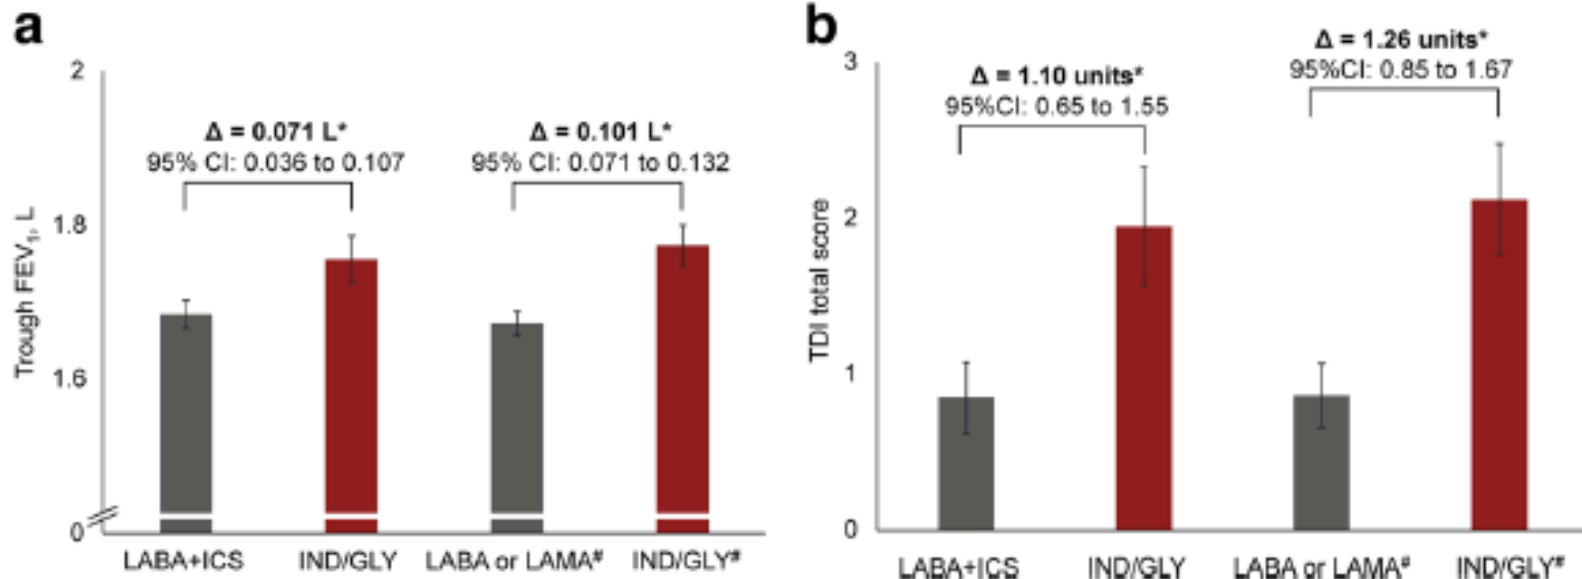 a
2
Δ = 0.071 L*
95% CI: 0.036 to 0.107
Δ = 0.101 L*
95% CI: 0.071 to 0.132
1.8
1.6
0
Trough FEV₁, L
LABA+ICS
IND/GLY
LABA or LAMA#
IND/GLY#
b
3
Δ = 1.10 units*
95%CI: 0.65 to 1.55
Δ = 1.26 units*
95%CI: 0.85 to 1.67
2
1
0
TDI total score
LABA+ICS
IND/GLY
LABA or LAMA#
IND/GLY#